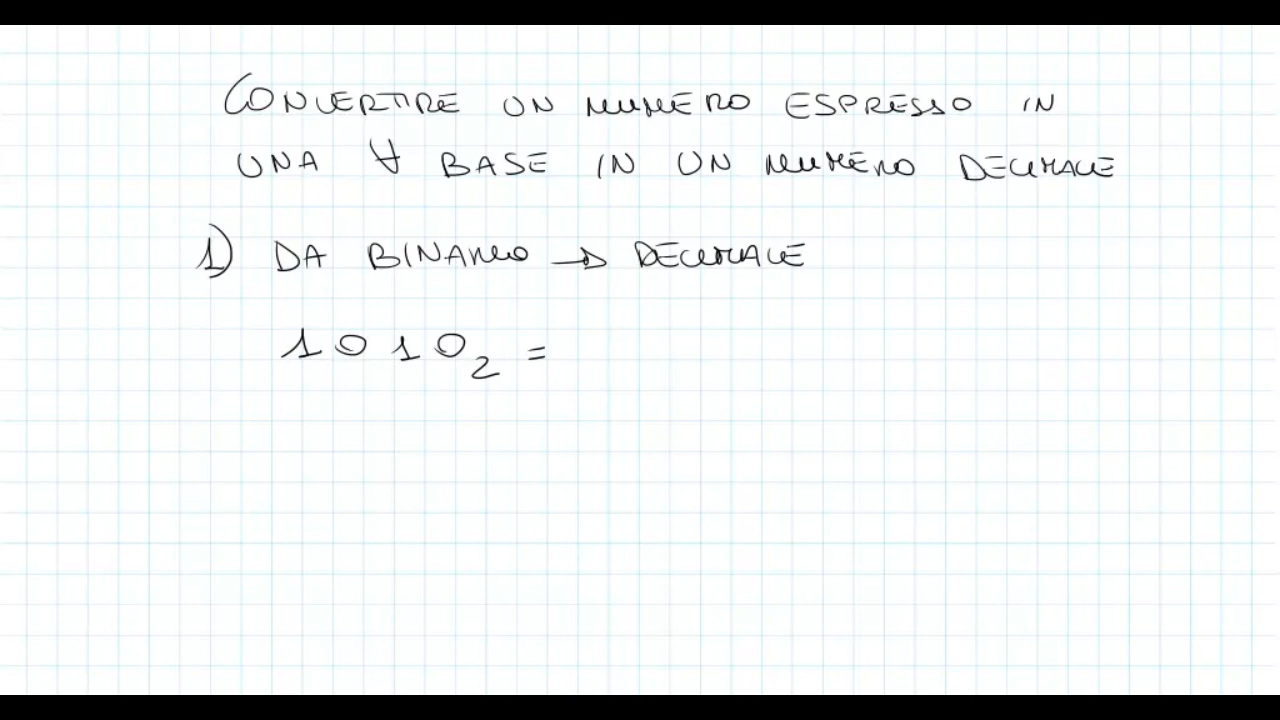 CONVERTIRE UN NUMERO ESPRESSO IN
UNA ∀ BASE IN UN NUMERO DECIMALE
1) DA BINARIO → DECIMALE
1010₂ =